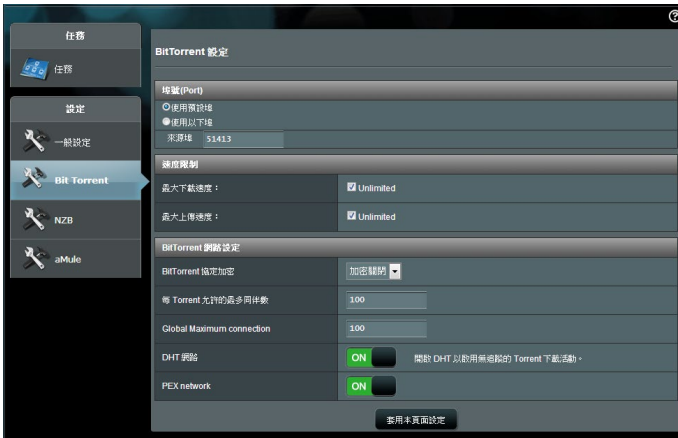 任務
任務
設定
一般設定
Bit Torrent
NZB
aMule
BitTorrent 設定
埠號(Port)
使用預設埠
使用以下埠
來源埠 51413
速度限制
最大下載速度： Unlimited
最大上傳速度： Unlimited
BitTorrent 網路設定
BitTorrent 協定加密 加密關閉
每 Torrent 允許的最多同伴數 100
Global Maximum connection 100
DHT 網路 ON 開啟 DHT 以啟用無追蹤的 Torrent 下載活動。
PEX network ON
套用本頁面設定